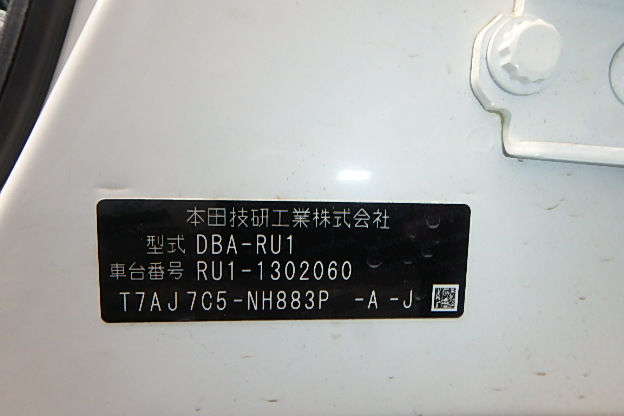 本田技研工業株式会社
型式 DBA-RU1
車台番号 RU1-1302060
T7AJ7C5-NH883P -A -J